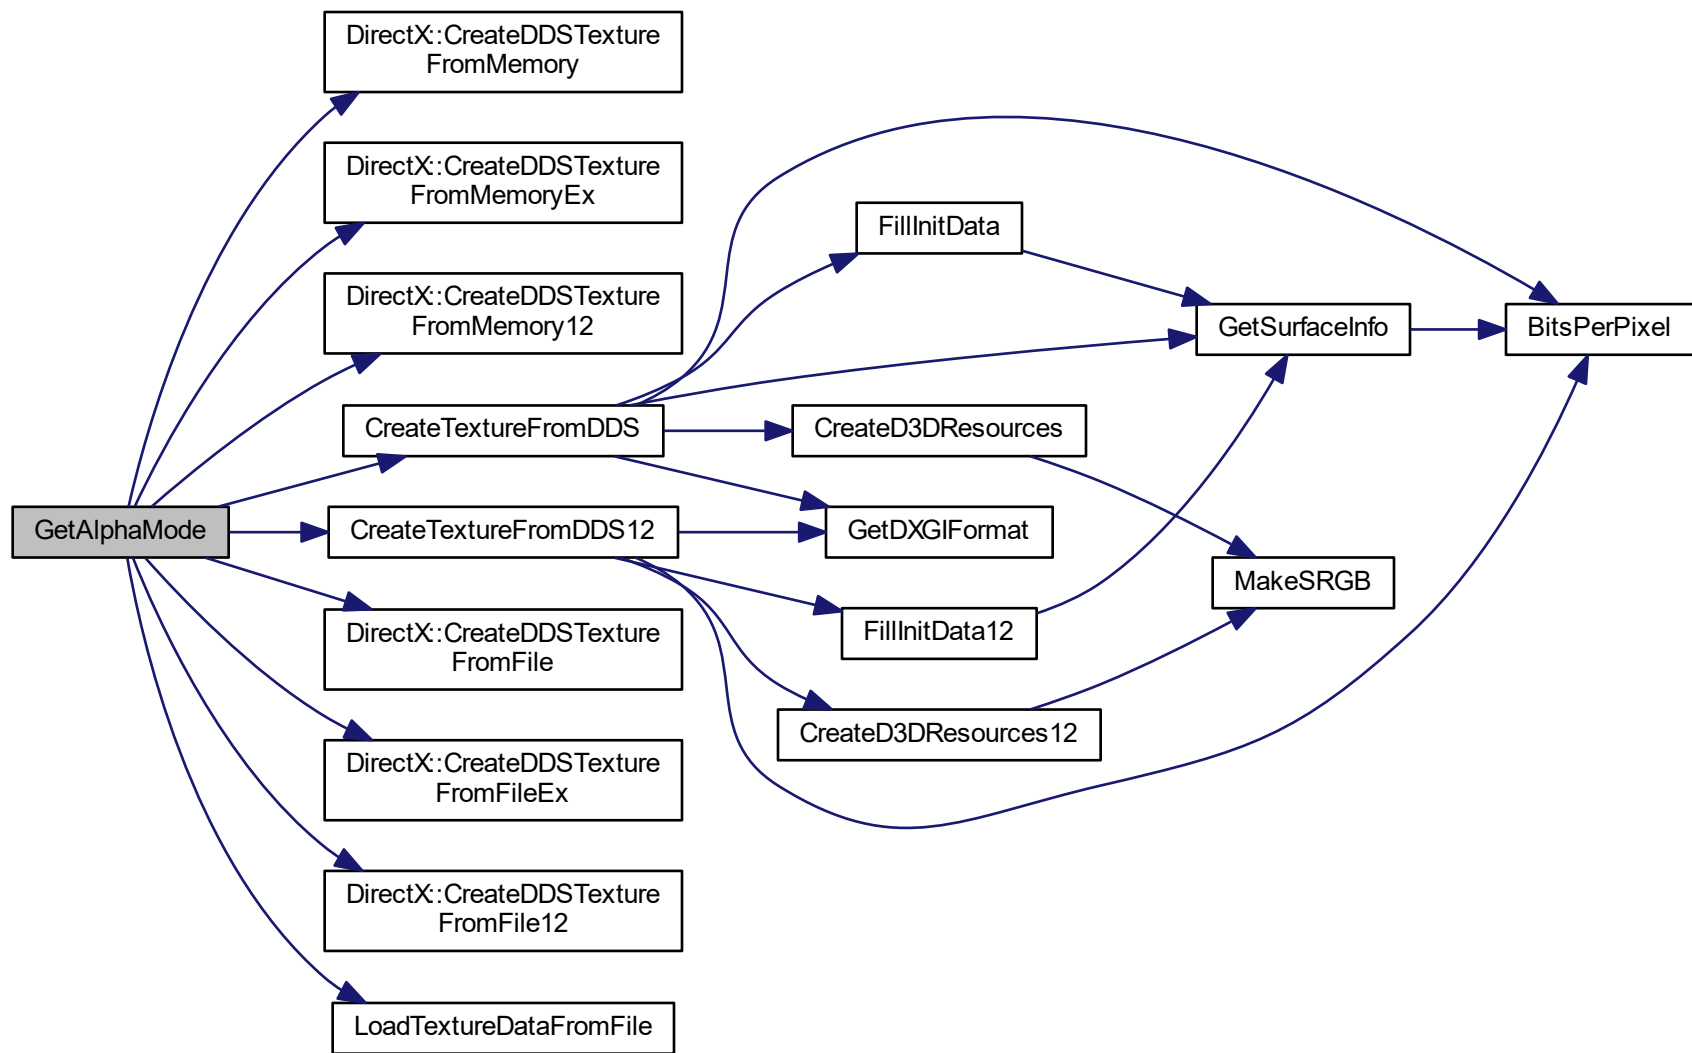 DirectX::CreateDDSTexture
FromMemory
DirectX::CreateDDSTexture
FromMemoryEx
DirectX::CreateDDSTexture
FromMemory12
CreateTextureFromDDS
GetAlphaMode
CreateTextureFromDDS12
DirectX::CreateDDSTexture
FromFile
DirectX::CreateDDSTexture
FromFileEx
DirectX::CreateDDSTexture
FromFile12
LoadTextureDataFromFile
FillInitData
CreateD3DResources
GetDXGIFormat
FillInitData12
CreateD3DResources12
GetSurfaceInfo
MakeSRGB
BitsPerPixel